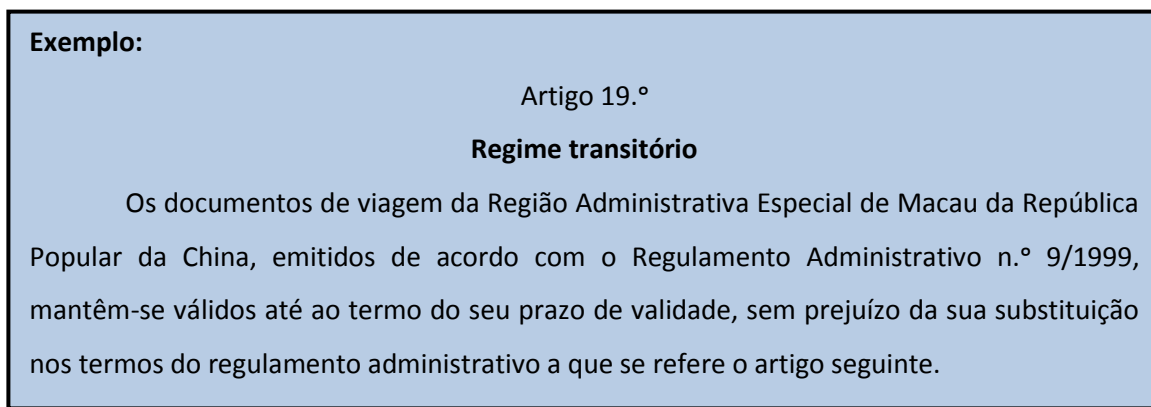 Exemplo:
Artigo 19.°
Regime transitório
Os documentos de viagem da Região Administrativa Especial de Macau da República
Popular da China, emitidos de acordo com o Regulamento Administrativo n.° 9/1999,
mantêm-se válidos até ao termo do seu prazo de validade, sem prejuízo da sua substituição
nos termos do regulamento administrativo a que se refere o artigo seguinte.